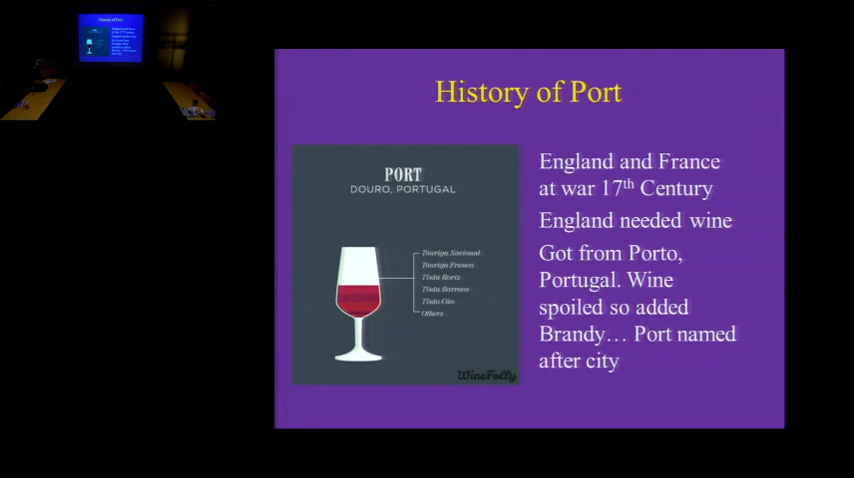 History of Port
PORT
DOURO, PORTUGAL
Touriga Nacional
Touriga Franca
Tinta Roriz
Tinta Barroca
Tinto Cão
Others
WineFolly
England and France
at war 17th Century
England needed wine
Got from Porto,
Portugal. Wine
spoiled so added
Brandy… Port named
after city